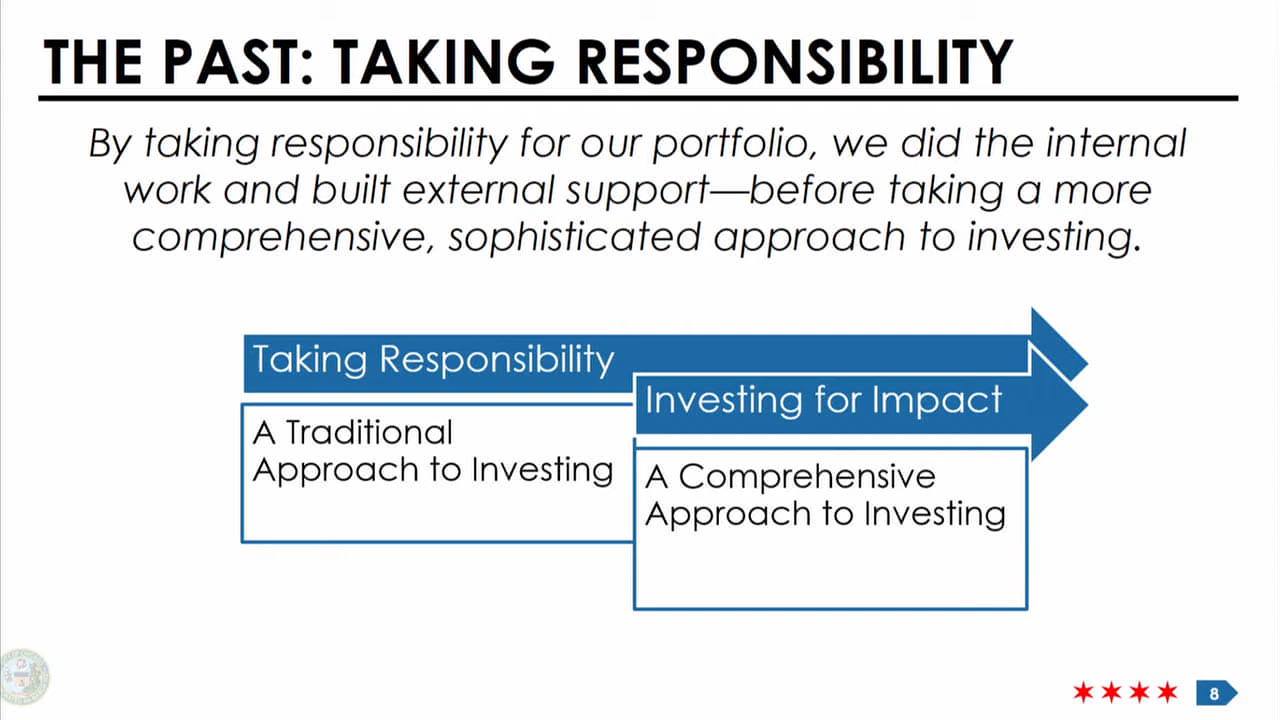 THE PAST: TAKING RESPONSIBILITY
By taking responsibility for our portfolio, we did the internal
work and built external support—before taking a more
comprehensive, sophisticated approach to investing.
Taking Responsibility
Investing for Impact
A Traditional
Approach to Investing
A Comprehensive
Approach to Investing
8